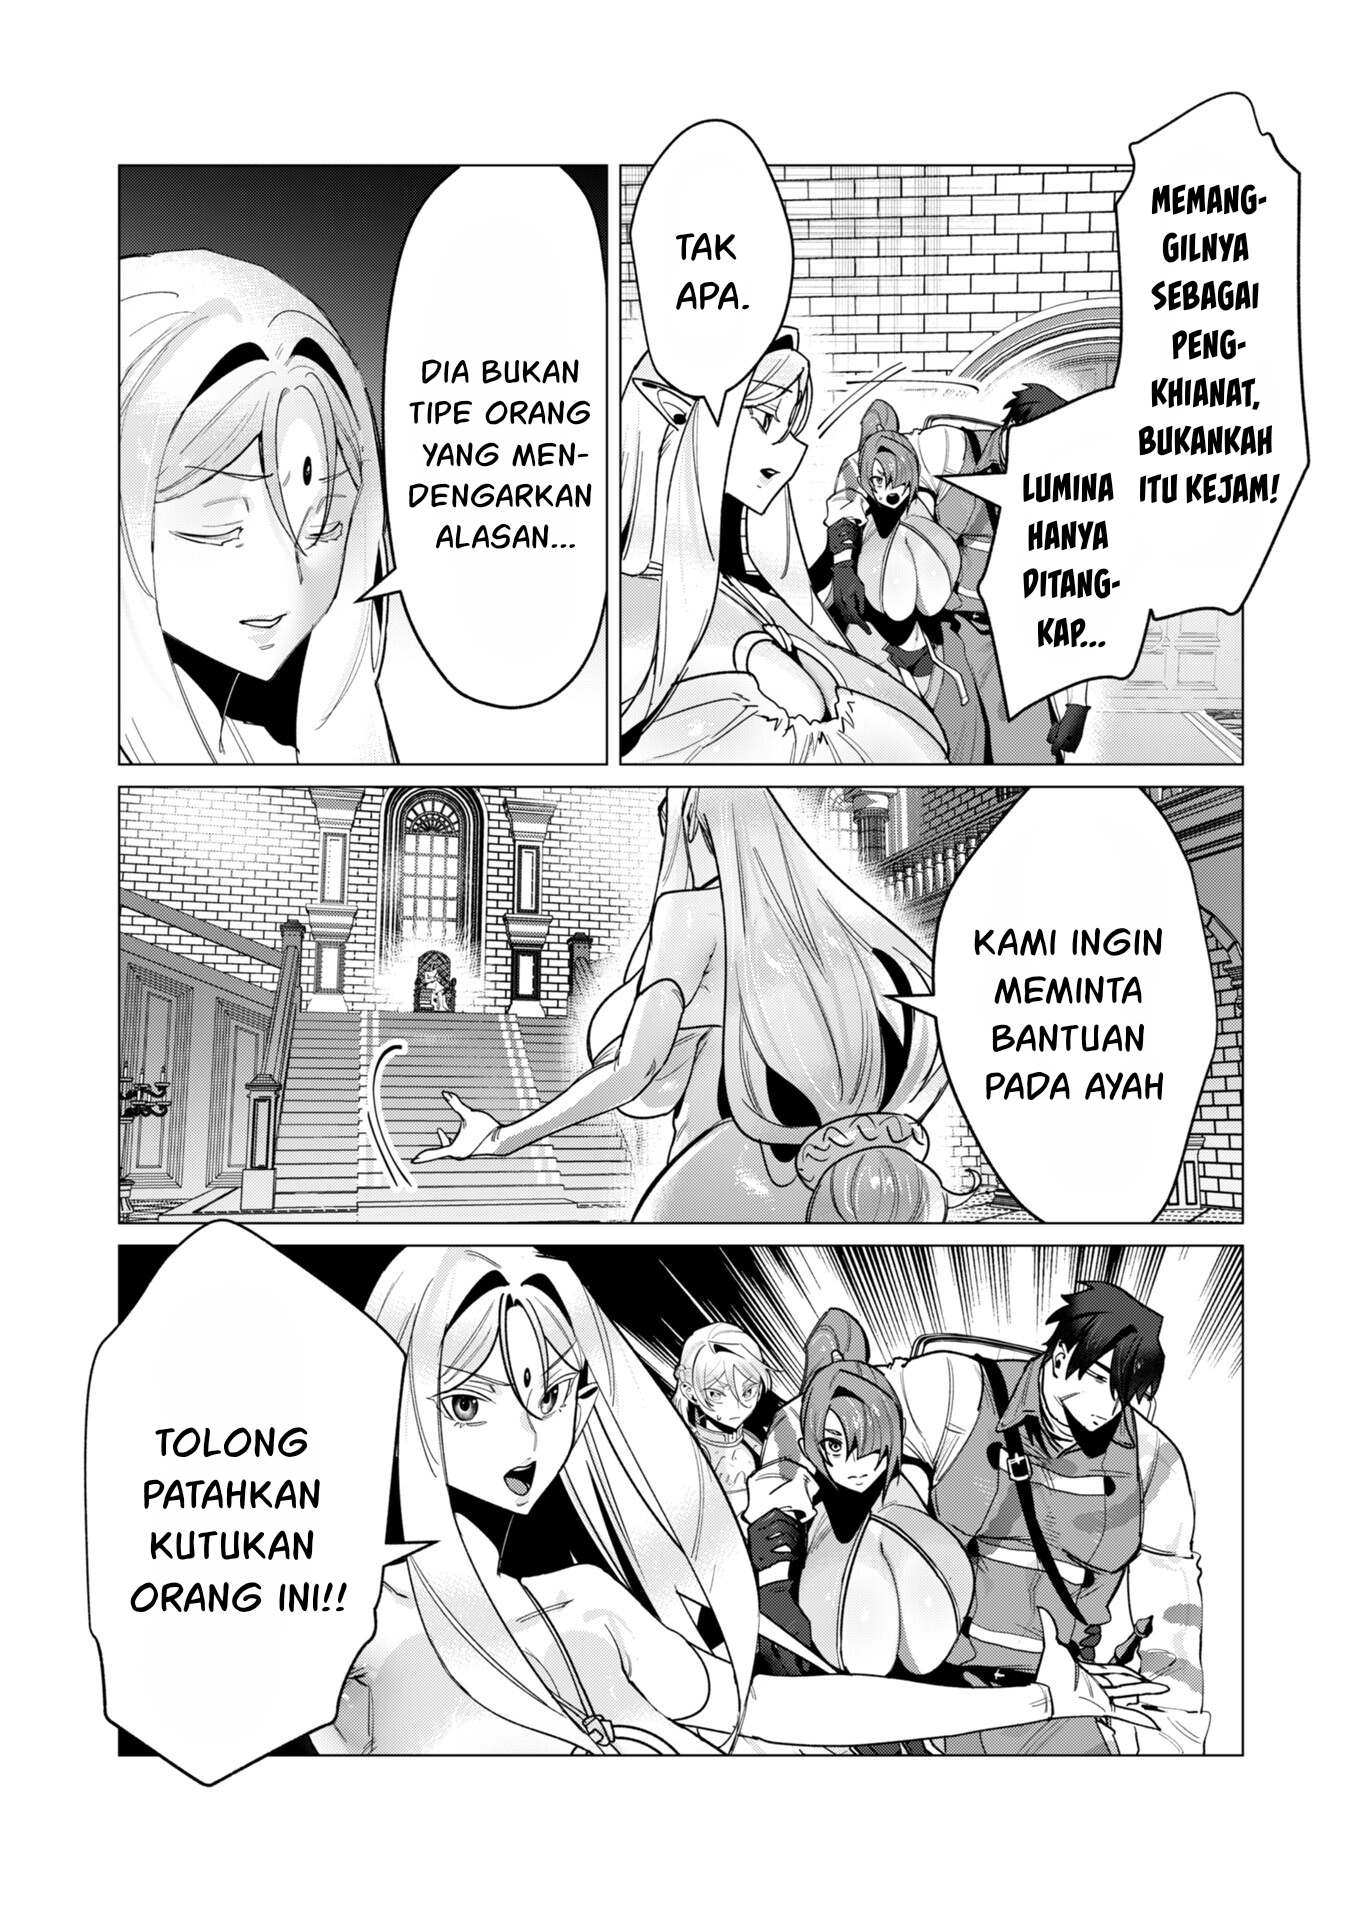 MEMANG-
GILNYA
SEBAGAI
PENG-
KHIANAT,
BUKANKAH
ITU KEJAM!
LUMINA
HANYA
DITANG-
KAP...
TAK
APA.
DIA BUKAN
TIPE ORANG
YANG MEN-
DENGARKAN
ALASAN...
KAMI INGIN
MEMINTA
BANTUAN
PADA AYAH
TOLONG
PATAHKAN
KUTUKAN
ORANG INI!!